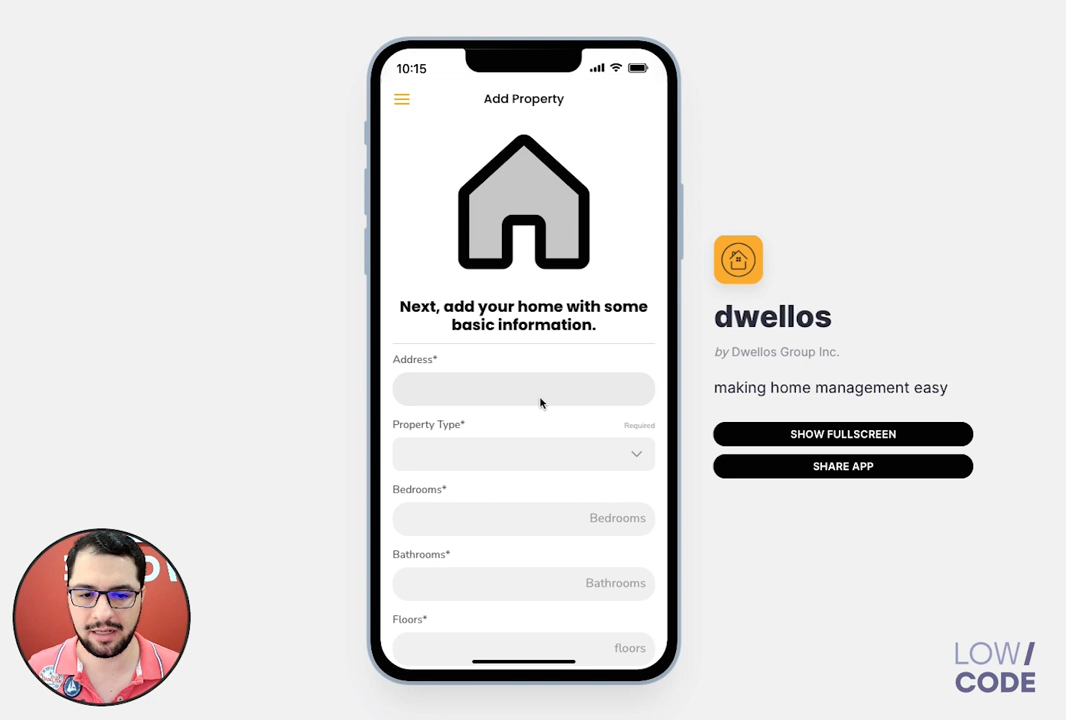 10:15
Add Property
Next, add your home with some
basic information.
Address*
Property Type*
Required
Bedrooms*
Bedrooms
Bathrooms*
Bathrooms
Floors*
floors
dwellos
by Dwellos Group Inc.
making home management easy
SHOW FULLSCREEN
SHARE APP
LOW/
CODE